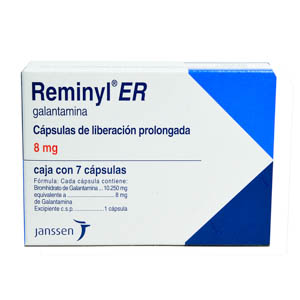 Reminyl® ER
galantamina
Cápsulas de liberación prolongada
8 mg
caja con 7 cápsulas
Fórmula: Cada cápsula contiene:
Bromhidrato de Galantamina ... 10.250 mg
equivalente a ........................ 8 mg
de Galantamina
Excipiente c.s.p. .................... 1 cápsula
janssen